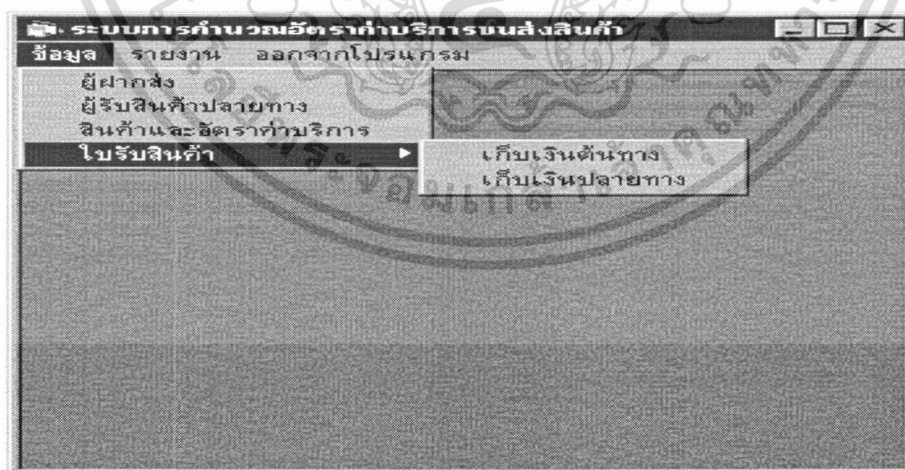 ระบบการคำนวณอัตราค่าบริการขนส่งสินค้า
ข้อมูล รายงาน ออกจากโปรแกรม
ผู้ฝากส่ง
ผู้รับสินค้าปลายทาง
สินค้าและอัตราค่าบริการ
ใบรับสินค้า
เก็บเงินต้นทาง
เก็บเงินปลายทาง